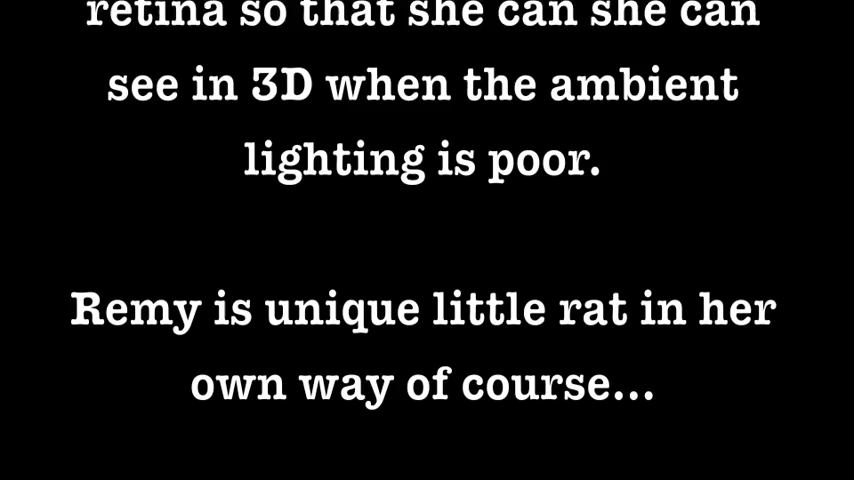 retina so that she can she can
see in 3D when the ambient
lighting is poor.
Remy is unique little rat in her
own way of course...